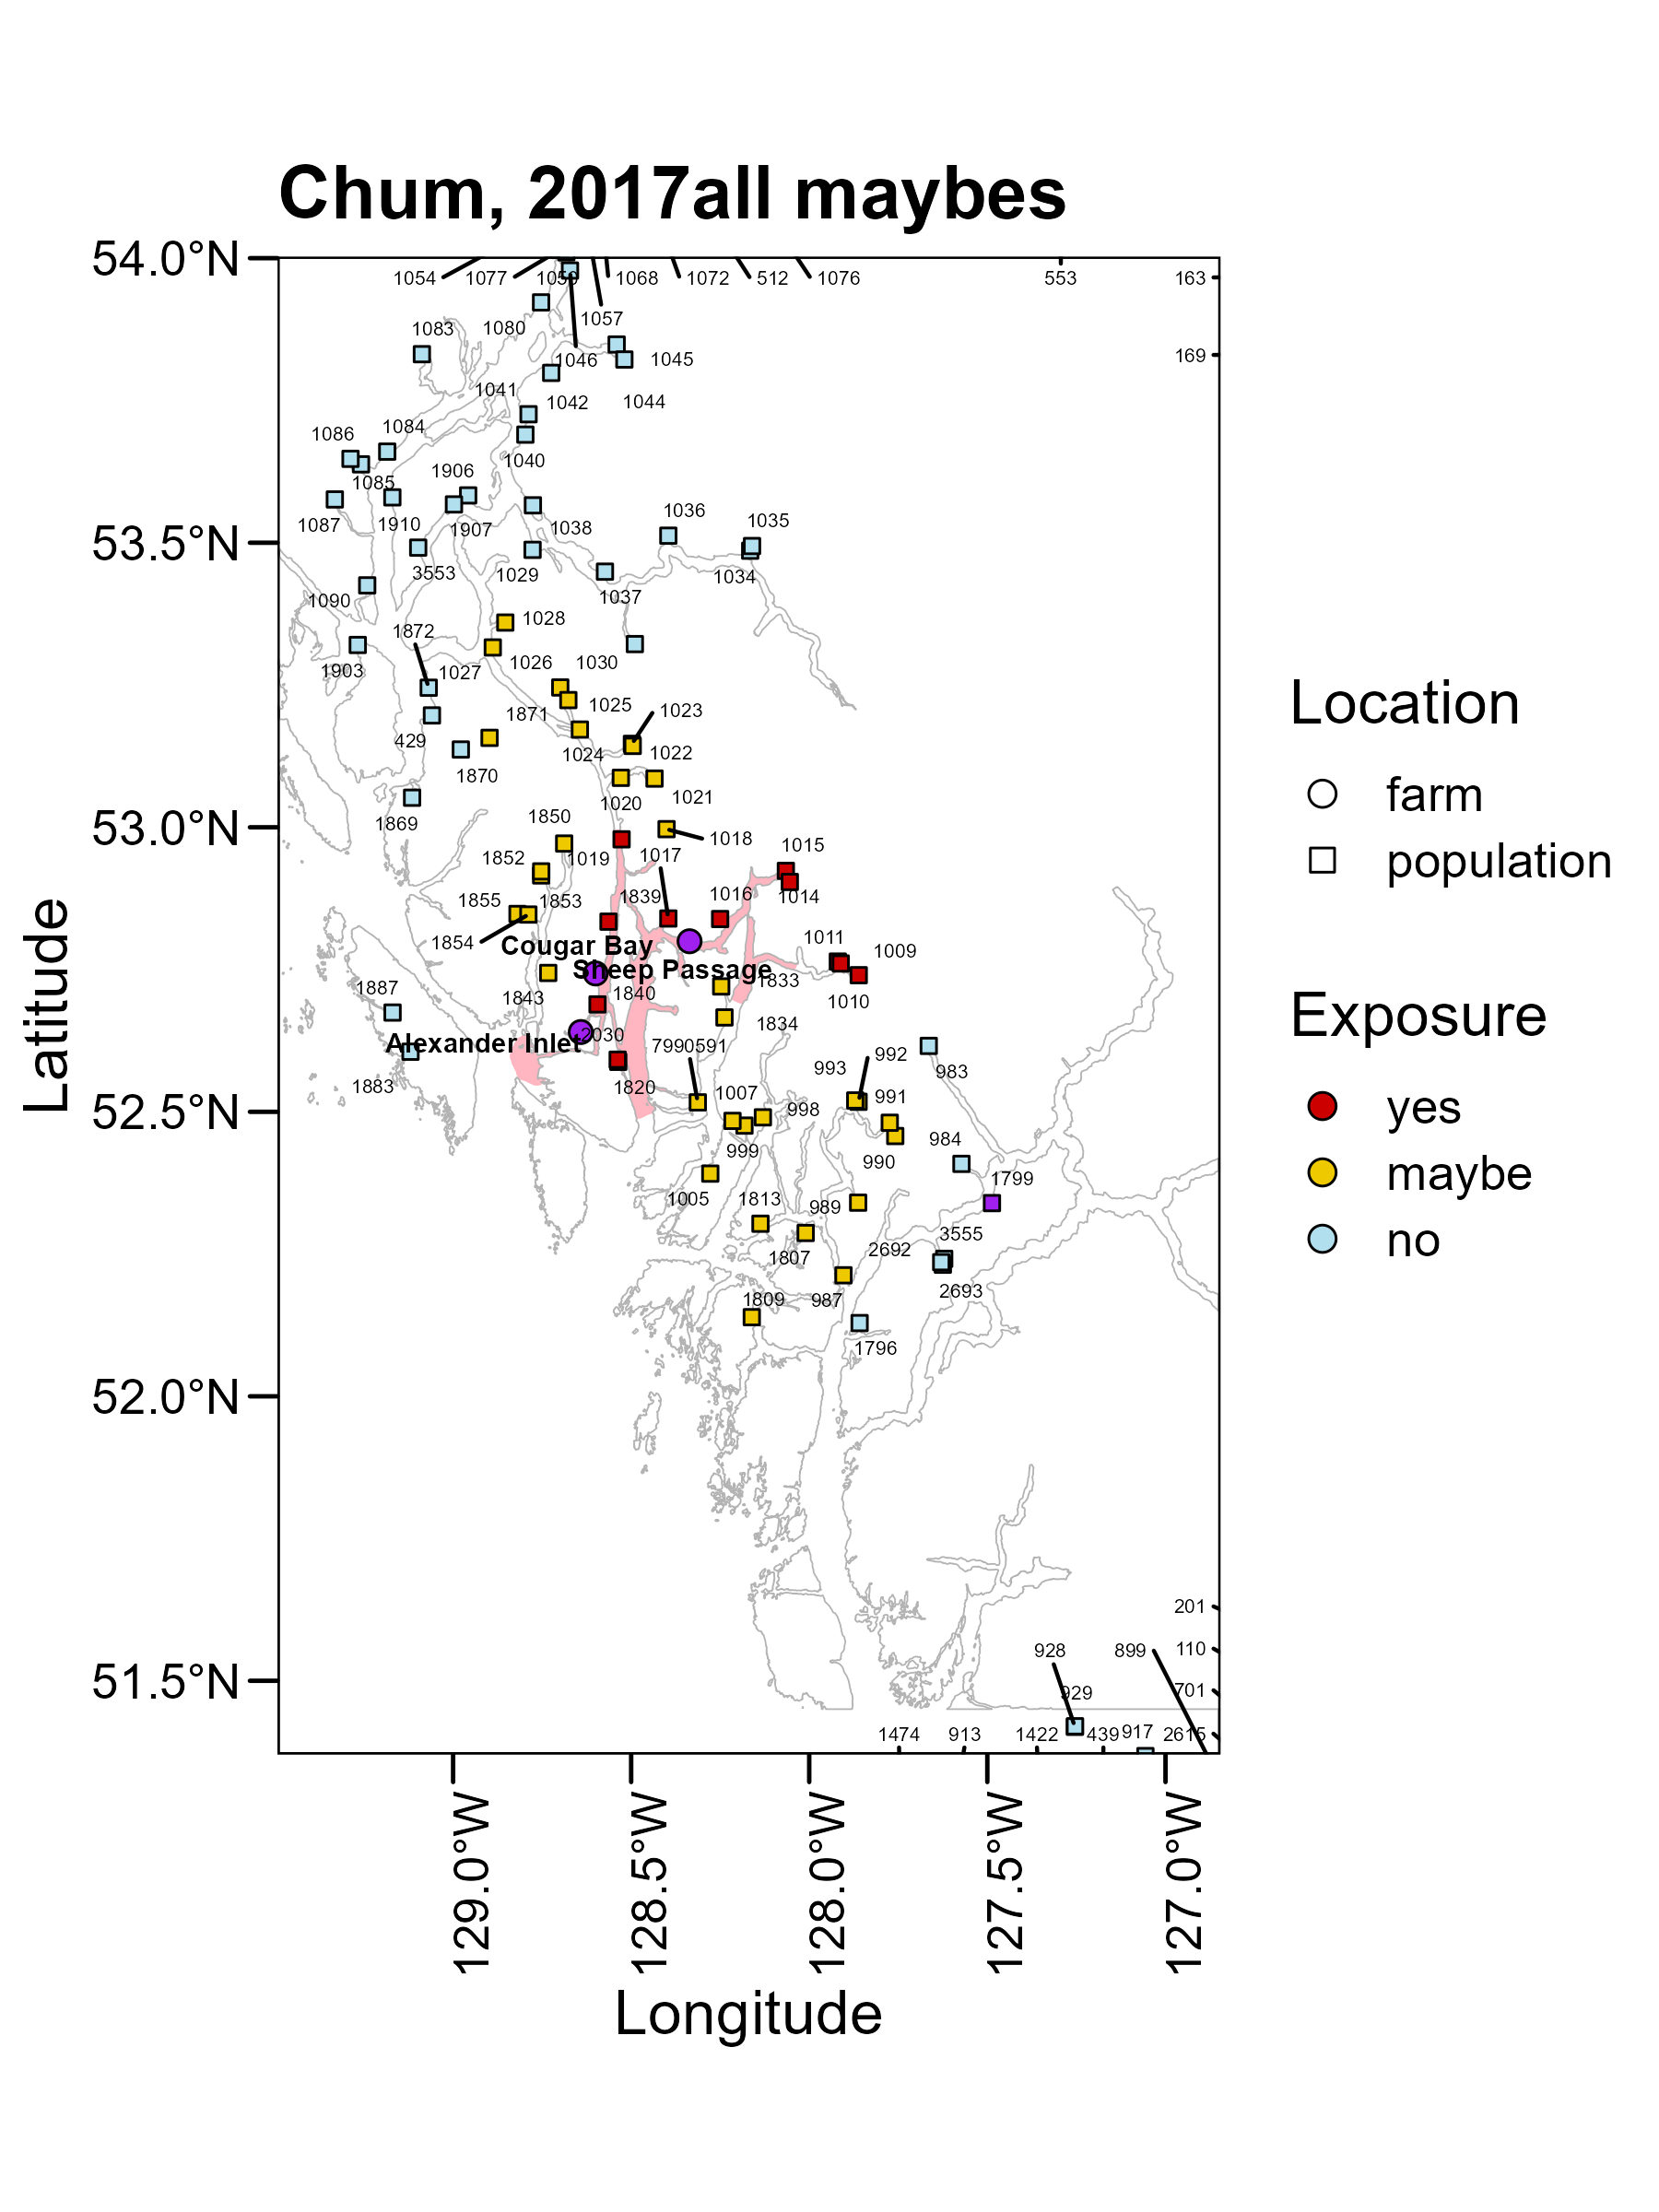 Chum, 2017all maybes
54.0°N
53.5°N
53.0°N
52.5°N
52.0°N
51.5°N
Latitude
1054 1077 1059 1068 1072 512 1076 553 163
1057
1083 1080
169
1046 1045
1041
1042 1044
1086 1084
1040
1085 1906
1087 1910 1907 1038 1036 1035
3553 1029 1034
1090 1037
1872 1028
1903 1027 1026 1030
1871 1025 1023
429 1024 1022
1870
1869 1020 1021
1850
1852 1019 1017 1018 1015
1855 1853 1839 1016 1014
1854 Cougar Bay 1011 1009
Sheep Passage
1887 1843 1840 1833 1010
Alexander Inlet 2030 7990591 1834
1883 1820 1007 998 993 992 983
999 991
990 984
1005 1813 989 1799
1807 2692 3555
1809 987 2693
1796
201
928 899 110
929 701
1474 913 1422 439 917 2615
129.0°W
128.5°W
128.0°W
127.5°W
127.0°W
Longitude
Location
farm
population
Exposure
yes
maybe
no